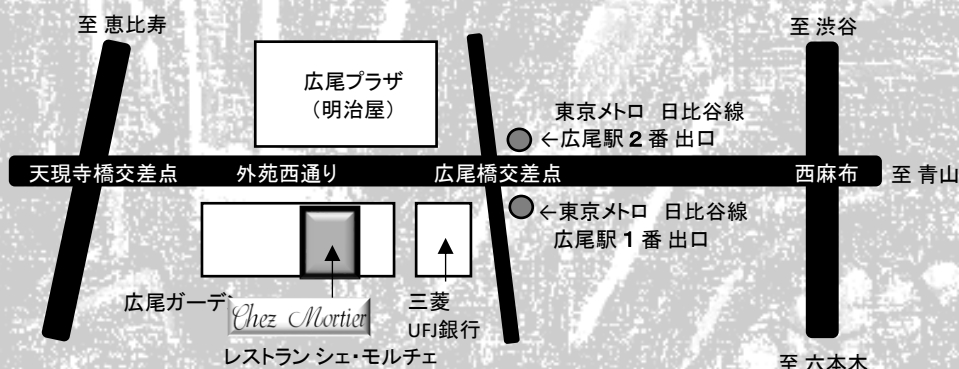 至 恵比寿
至 渋谷
広尾プラザ
（明治屋）
東京メトロ　日比谷線
←広尾駅 2 番 出口
天現寺橋交差点
外苑西通り
広尾橋交差点
西麻布
至 青山
←東京メトロ　日比谷線
広尾駅 1 番 出口
広尾ガーデ
Chez Mortier
三菱
UFJ銀行
レストラン シェ・モルチェ
至 六本木